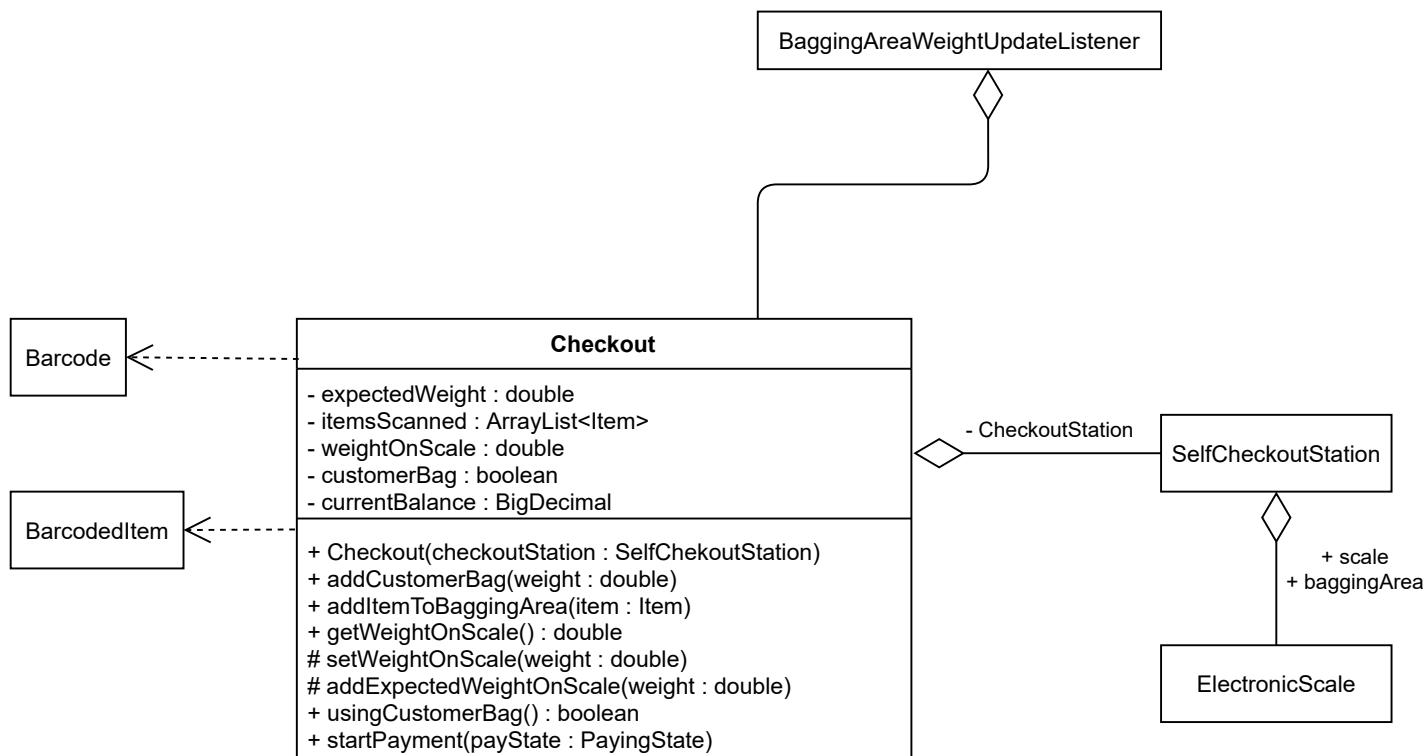 BaggingAreaWeightUpdateListener
Barcode
BarcodedItem
Checkout
- expectedWeight : double
- itemsScanned : ArrayList<Item>
- weightOnScale : double
- customerBag : boolean
- currentBalance : BigDecimal
+ Checkout(checkoutStation : SelfChekoutStation)
+ addCustomerBag(weight : double)
+ addItemToBaggingArea(item : Item)
+ getWeightOnScale() : double
# setWeightOnScale(weight : double)
# addExpectedWeightOnScale(weight : double)
+ usingCustomerBag() : boolean
+ startPayment(payState : PayingState)
- CheckoutStation
SelfCheckoutStation
+ scale
+ baggingArea
ElectronicScale